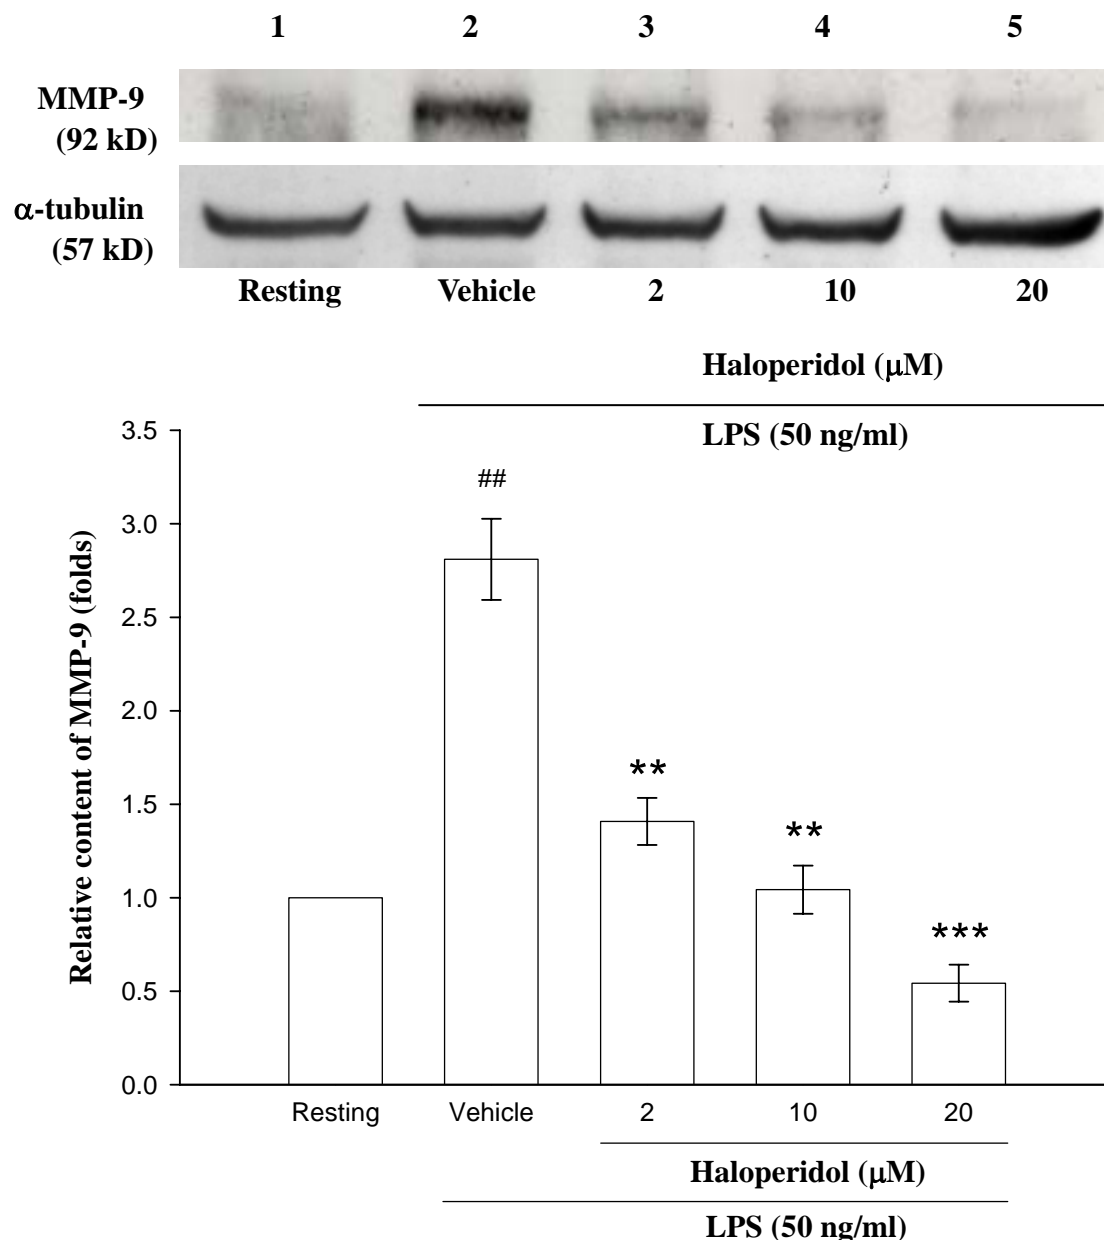 1 2 3 4 5
MMP-9
(92 kD)
α-tubulin
(57 kD)
Resting Vehicle 2 10 20
Haloperidol (μM)
LPS (50 ng/ml)
Relative content of MMP-9 (folds)
3.5
3.0
2.5
2.0
1.5
1.0
0.5
0.0
##
**
**
***
Resting Vehicle 2 10 20
Haloperidol (μM)
LPS (50 ng/ml)